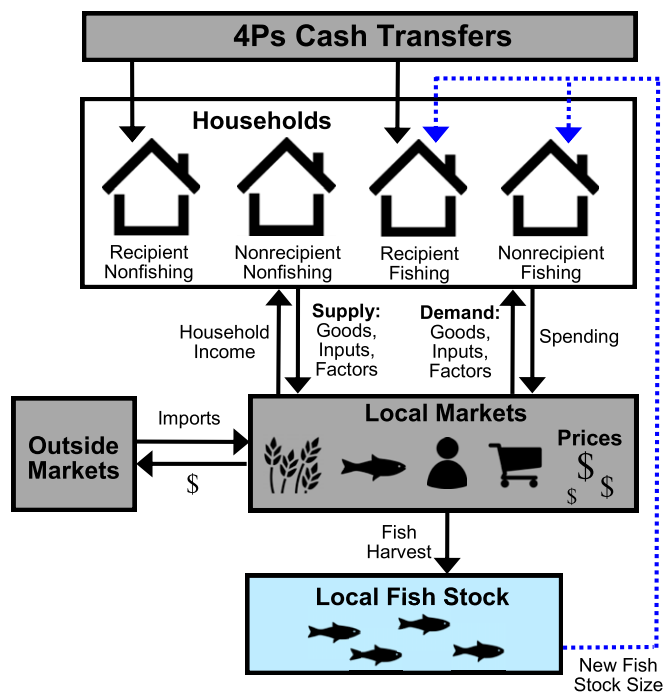 4Ps Cash Transfers
Households
Recipient
Nonfishing
Nonrecipient
Nonfishing
Recipient
Fishing
Nonrecipient
Fishing
Household
Income
Supply:
Goods,
Inputs,
Factors
Demand:
Goods,
Inputs,
Factors
Spending
Outside
Markets
Imports
$
Local Markets
Prices
$
$
$
Fish
Harvest
Local Fish Stock
New Fish
Stock Size